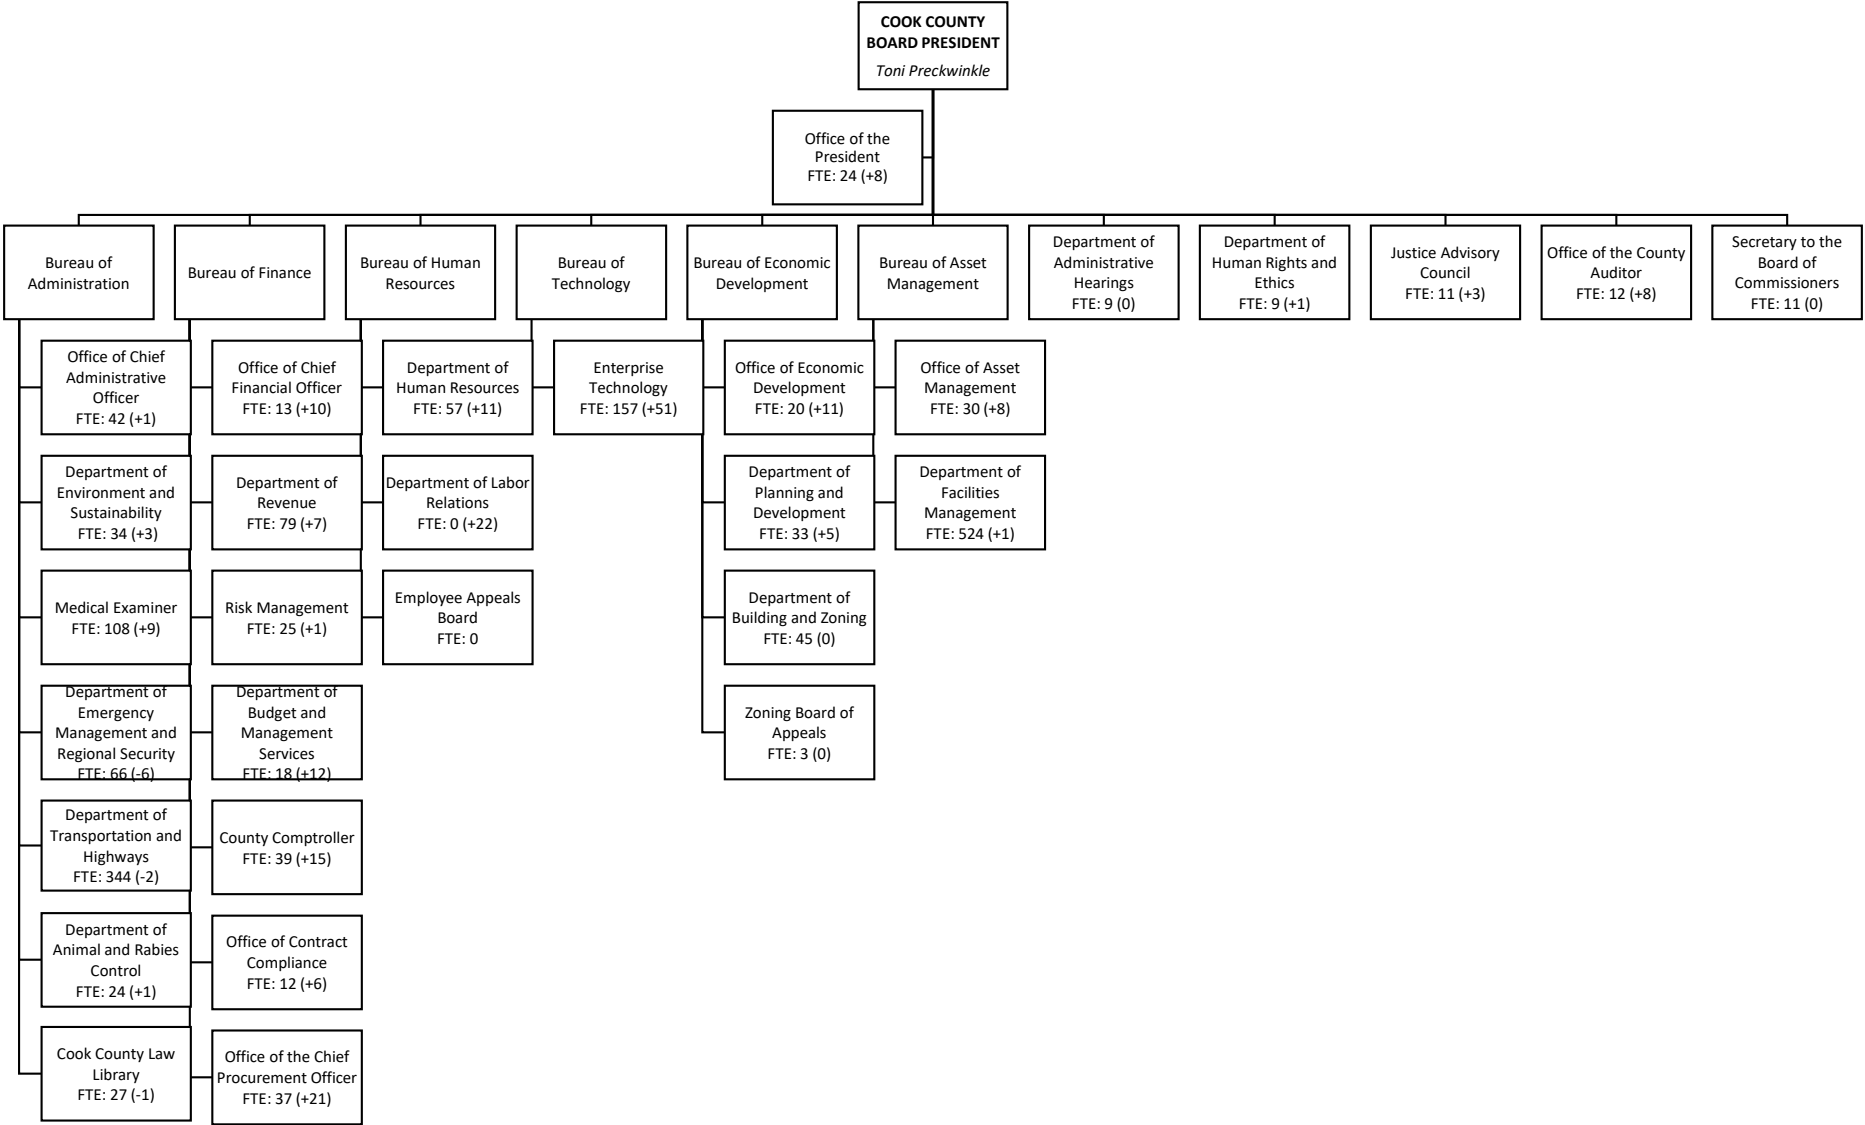 COOK COUNTY
BOARD PRESIDENT
Toni Preckwinkle
Office of the
President
FTE: 24 (+8)
Bureau of
Administration
Bureau of Finance
Bureau of Human
Resources
Bureau of
Technology
Bureau of Economic
Development
Bureau of Asset
Management
Department of
Administrative
Hearings
FTE: 9 (0)
Department of
Human Rights and
Ethics
FTE: 9 (+1)
Justice Advisory
Council
FTE: 11 (+3)
Office of the County
Auditor
FTE: 12 (+8)
Secretary to the
Board of
Commissioners
FTE: 11 (0)
Office of Chief
Administrative
Officer
FTE: 42 (+1)
Office of Chief
Financial Officer
FTE: 13 (+10)
Department of
Human Resources
FTE: 57 (+11)
Enterprise
Technology
FTE: 157 (+51)
Office of Economic
Development
FTE: 20 (+11)
Office of Asset
Management
FTE: 30 (+8)
Department of
Environment and
Sustainability
FTE: 34 (+3)
Department of
Revenue
FTE: 79 (+7)
Department of Labor
Relations
FTE: 0 (+22)
Department of
Planning and
Development
FTE: 33 (+5)
Department of
Facilities
Management
FTE: 524 (+1)
Medical Examiner
FTE: 108 (+9)
Risk Management
FTE: 25 (+1)
Employee Appeals
Board
FTE: 0
Department of
Building and Zoning
FTE: 45 (0)
Department of
Emergency
Management and
Regional Security
FTE: 66 (-6)
Department of
Budget and
Management
Services
FTE: 18 (+12)
Zoning Board of
Appeals
FTE: 3 (0)
Department of
Transportation and
Highways
FTE: 344 (-2)
County Comptroller
FTE: 39 (+15)
Department of
Animal and Rabies
Control
FTE: 24 (+1)
Office of Contract
Compliance
FTE: 12 (+6)
Cook County Law
Library
FTE: 27 (-1)
Office of the Chief
Procurement Officer
FTE: 37 (+21)